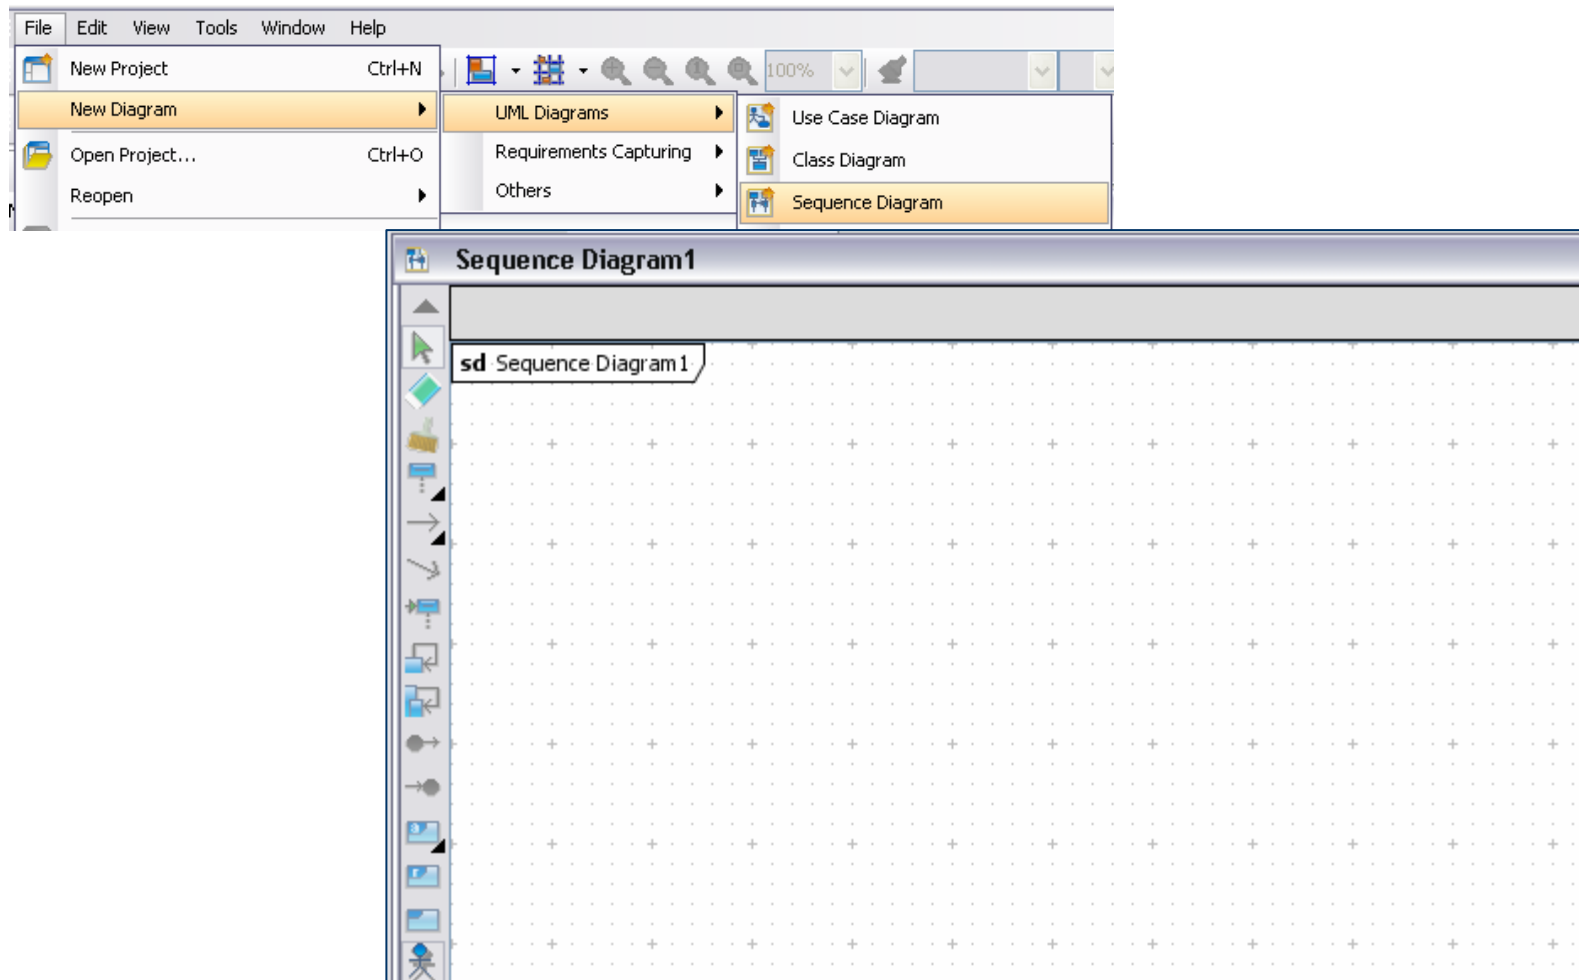 File Edit View Tools Window Help
New Project Ctrl+N
100%
New Diagram
UML Diagrams
Use Case Diagram
Open Project... Ctrl+O
Requirements Capturing
Class Diagram
Reopen
Others
Sequence Diagram
Sequence Diagram1
sd Sequence Diagram1